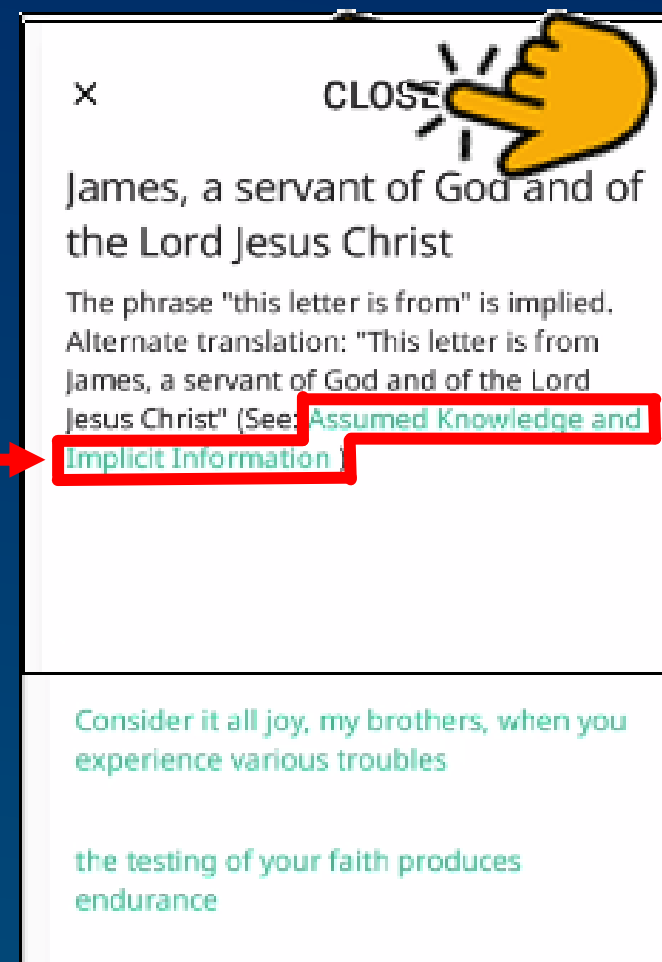 × CLOSE
James, a servant of God and of
the Lord Jesus Christ
The phrase "this letter is from" is implied.
Alternate translation: "This letter is from
James, a servant of God and of the Lord
Jesus Christ" (See: Assumed Knowledge and
Implicit Information )
Consider it all joy, my brothers, when you
experience various troubles
the testing of your faith produces
endurance